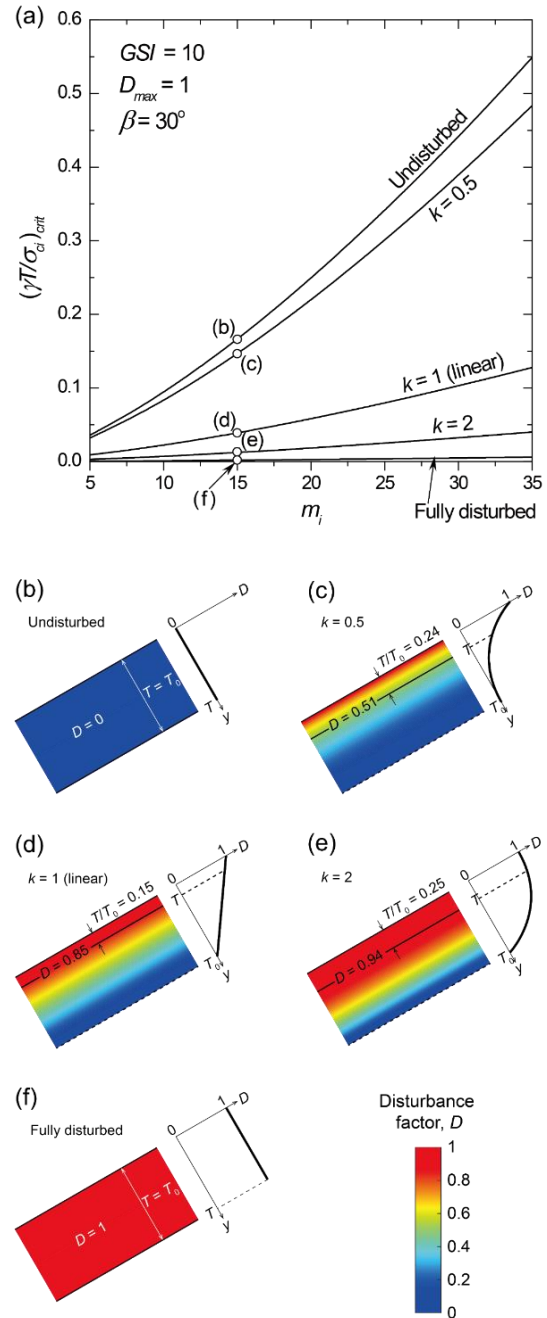 (a)
GSI = 10
D_max = 1
β = 30°
Undisturbed
k = 0.5
k = 1 (linear)
k = 2
Fully disturbed
(b)
(c)
(d)
(e)
(f)
0.6
0.5
0.4
0.3
0.2
0.1
0.0
(γT/σ_ci)_crit
5 10 15 20 25 30 35
m_i
(b)
Undisturbed
0
D
T = T_0
D = 0
T
y
(c)
k = 0.5
0
1
D
T/T_0 = 0.24
D = 0.51
T
T_0
y
(d)
k = 1 (linear)
0
1
D
T/T_0 = 0.15
D = 0.85
T
T_0
y
(e)
k = 2
0
1
D
T/T_0 = 0.25
D = 0.94
T
T_0
y
(f)
Fully disturbed
0
1
D
T = T_0
D = 1
T
y
Disturbance
factor, D
1
0.8
0.6
0.4
0.2
0